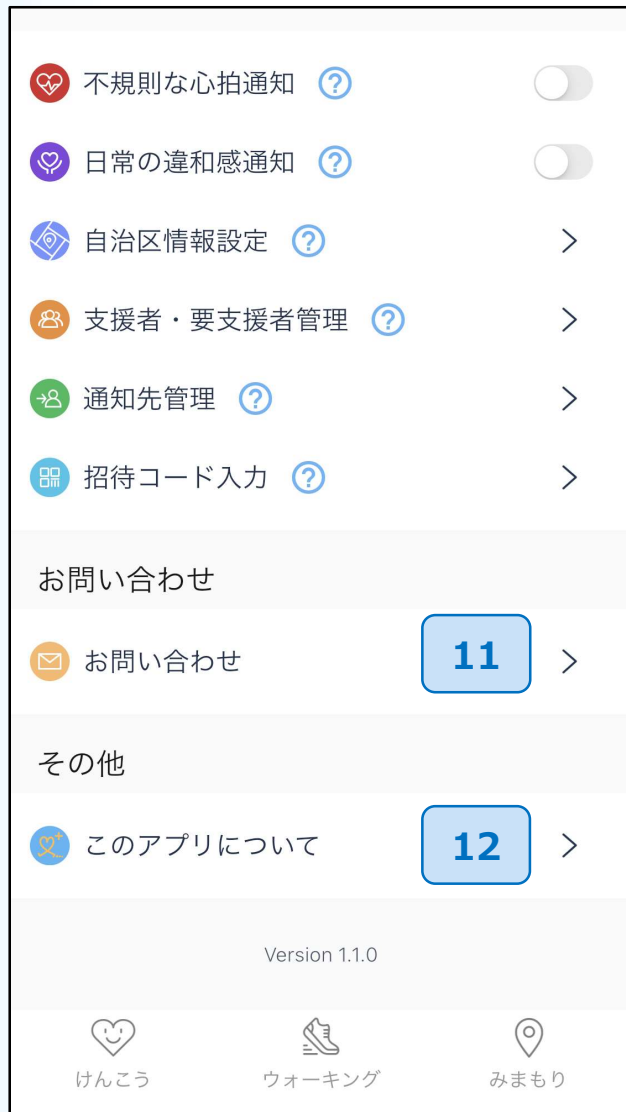 不規則な心拍通知 ?
日常の違和感通知 ?
自治区情報設定 ?
支援者・要支援者管理 ?
通知先管理 ?
招待コード入力 ?
お問い合わせ
お問い合わせ 11
その他
このアプリについて 12
Version 1.1.0
けんこう ウォーキング みまもり